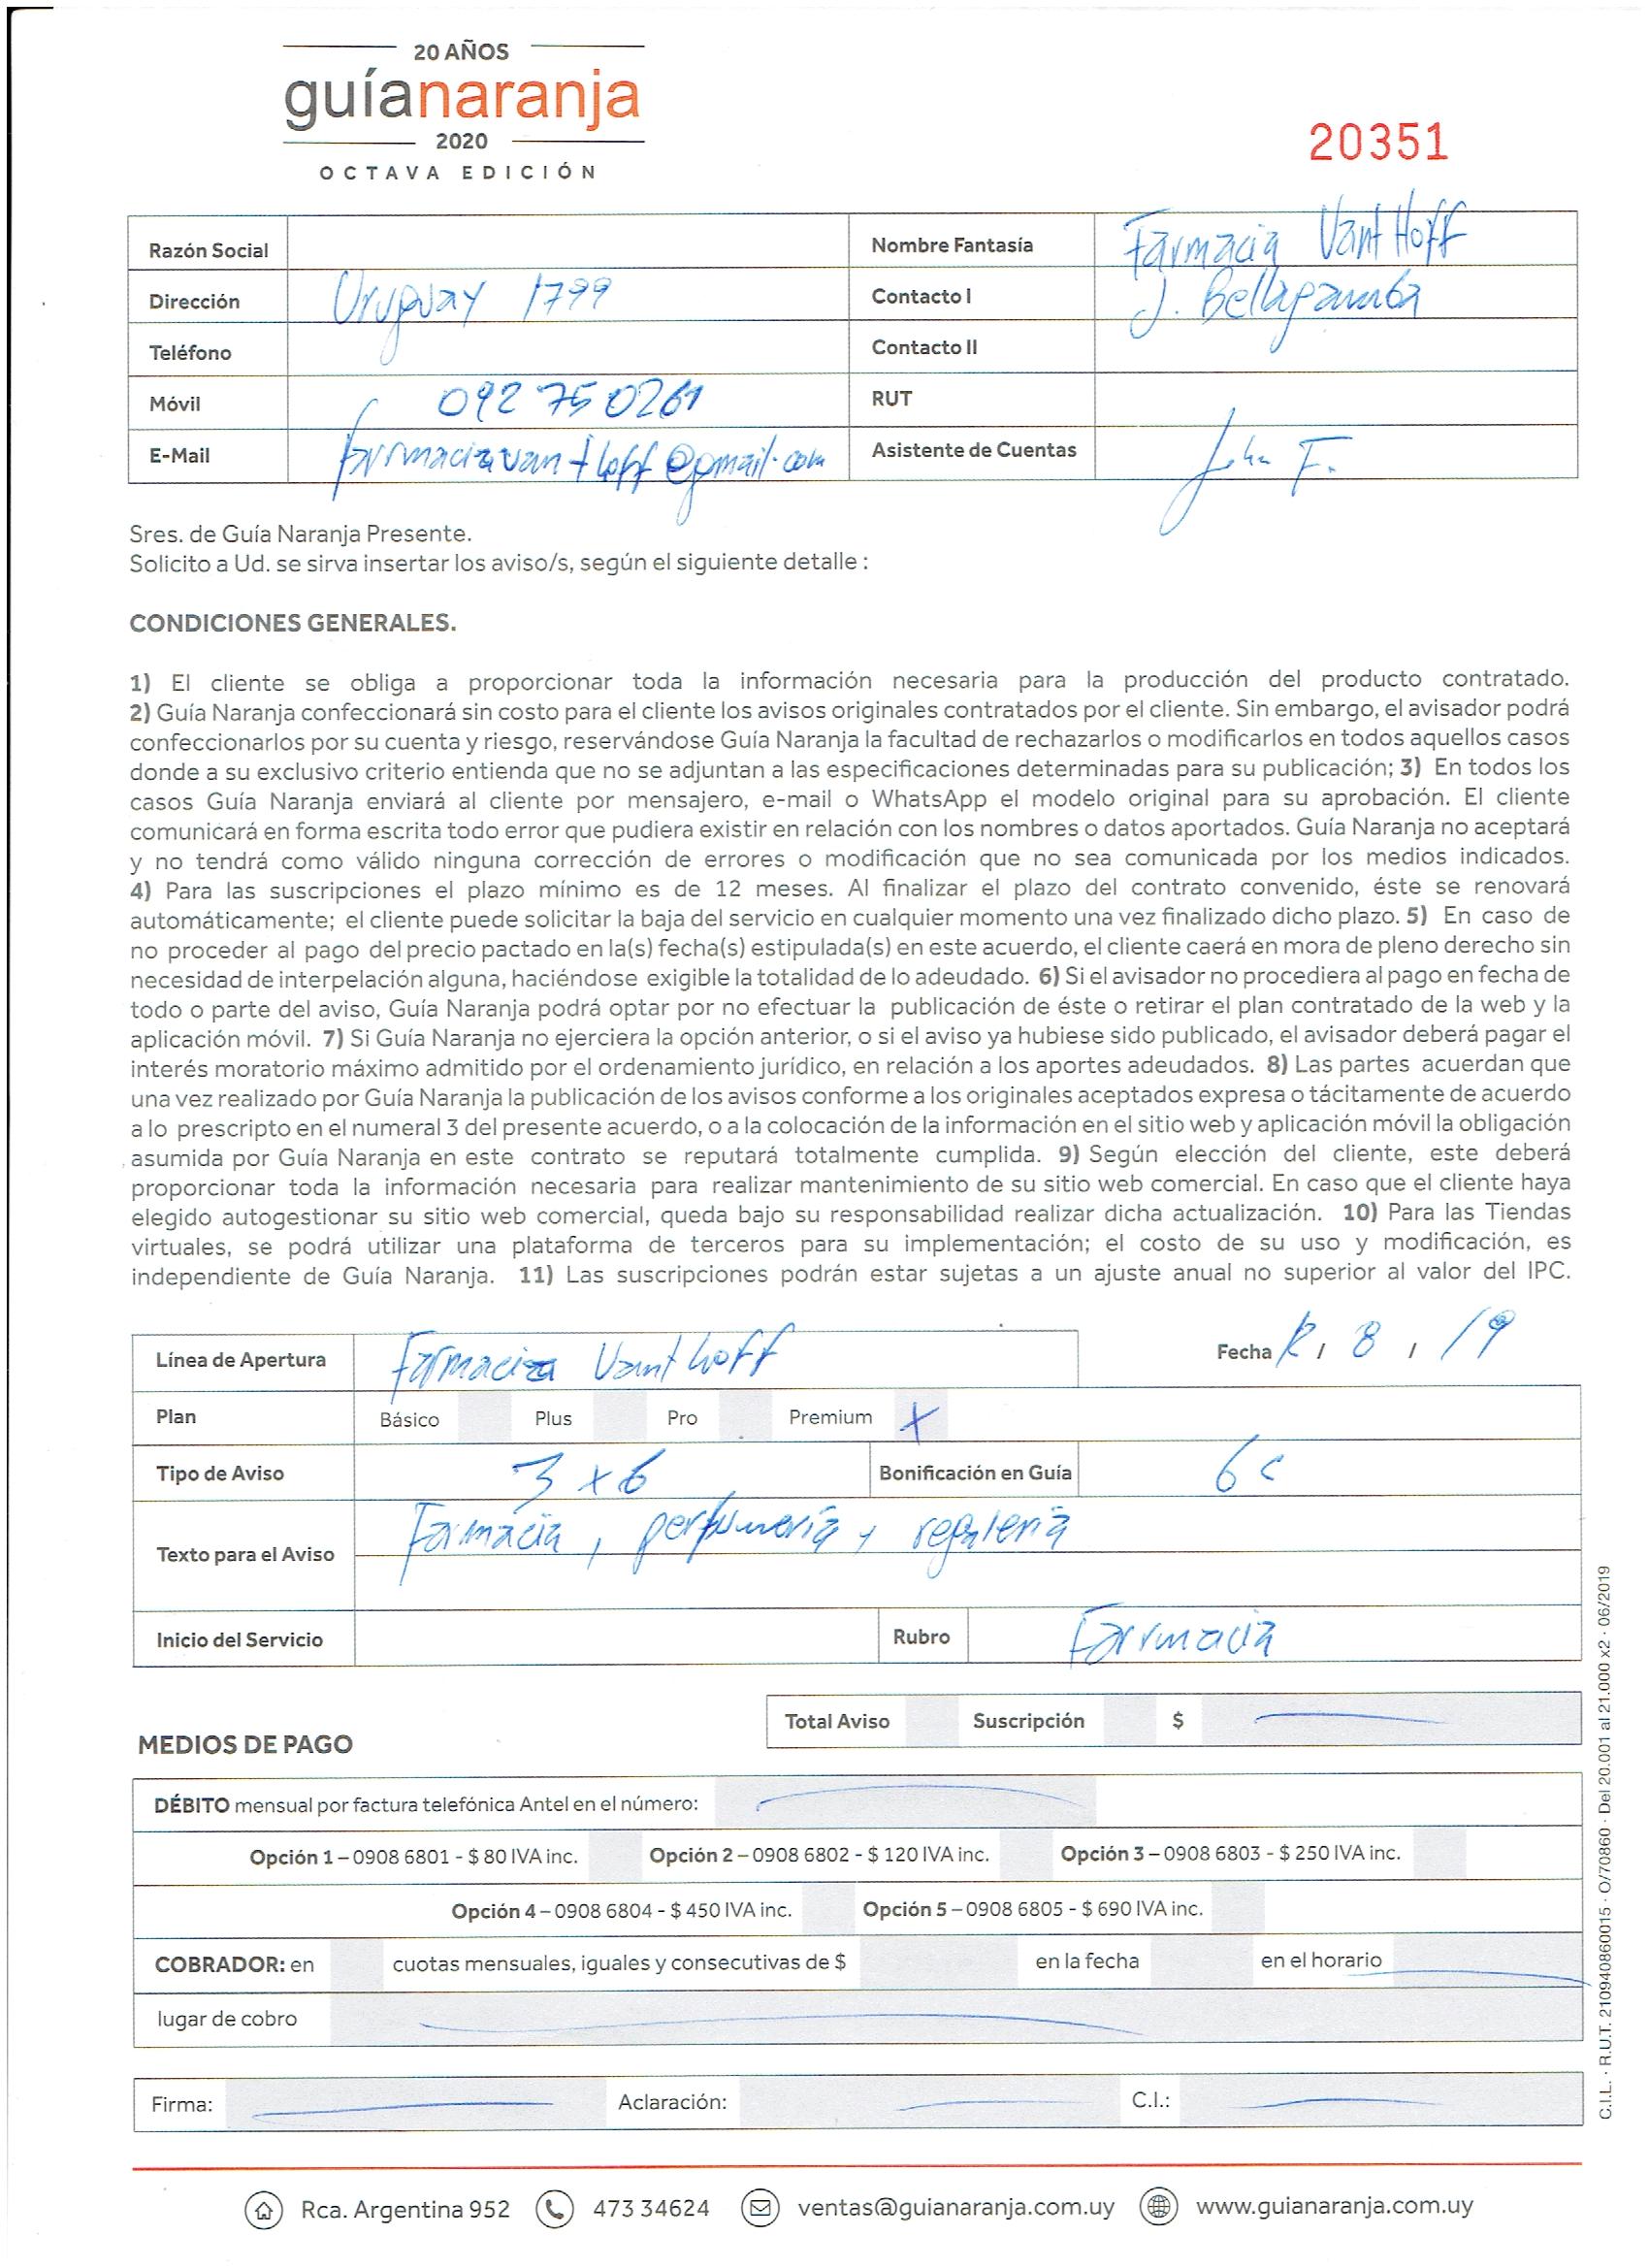 20 AÑOS
guíanaranja
2020
OCTAVA EDICIÓN
20351
Razón Social
Nombre Fantasía Farmacia Vant Hoff
Dirección Uruguay 1799
Contacto I J. Bellagamba
Teléfono
Contacto II
Móvil 092 750261
RUT
E-Mail farmaciavanthoff@gmail.com
Asistente de Cuentas John F.
Sres. de Guía Naranja Presente.
Solicito a Ud. se sirva insertar los aviso/s, según el siguiente detalle :
CONDICIONES GENERALES.
1) El cliente se obliga a proporcionar toda la información necesaria para la producción del producto contratado.
2) Guía Naranja confeccionará sin costo para el cliente los avisos originales contratados por el cliente. Sin embargo, el avisador podrá
confeccionarlos por su cuenta y riesgo, reservándose Guía Naranja la facultad de rechazarlos o modificarlos en todos aquellos casos
donde a su exclusivo criterio entienda que no se adjuntan a las especificaciones determinadas para su publicación; 3) En todos los
casos Guía Naranja enviará al cliente por mensajero, e-mail o WhatsApp el modelo original para su aprobación. El cliente
comunicará en forma escrita todo error que pudiera existir en relación con los nombres o datos aportados. Guía Naranja no aceptará
y no tendrá como válido ninguna corrección de errores o modificación que no sea comunicada por los medios indicados.
4) Para las suscripciones el plazo mínimo es de 12 meses. Al finalizar el plazo del contrato convenido, éste se renovará
automáticamente; el cliente puede solicitar la baja del servicio en cualquier momento una vez finalizado dicho plazo. 5) En caso de
no proceder al pago del precio pactado en la(s) fecha(s) estipulada(s) en este acuerdo, el cliente caerá en mora de pleno derecho sin
necesidad de interpelación alguna, haciéndose exigible la totalidad de lo adeudado. 6) Si el avisador no procediera al pago en fecha de
todo o parte del aviso, Guía Naranja podrá optar por no efectuar la publicación de éste o retirar el plan contratado de la web y la
aplicación móvil. 7) Si Guía Naranja no ejerciera la opción anterior, o si el aviso ya hubiese sido publicado, el avisador deberá pagar el
interés moratorio máximo admitido por el ordenamiento jurídico, en relación a los aportes adeudados. 8) Las partes acuerdan que
una vez realizado por Guía Naranja la publicación de los avisos conforme a los originales aceptados expresa o tácitamente de acuerdo
a lo prescripto en el numeral 3 del presente acuerdo, o a la colocación de la información en el sitio web y aplicación móvil la obligación
asumida por Guía Naranja en este contrato se reputará totalmente cumplida. 9) Según elección del cliente, este deberá
proporcionar toda la información necesaria para realizar mantenimiento de su sitio web comercial. En caso que el cliente haya
elegido autogestionar su sitio web comercial, queda bajo su responsabilidad realizar dicha actualización. 10) Para las Tiendas
virtuales, se podrá utilizar una plataforma de terceros para su implementación; el costo de su uso y modificación, es
independiente de Guía Naranja. 11) Las suscripciones podrán estar sujetas a un ajuste anual no superior al valor del IPC.
Línea de Apertura Farmacia Vant hoff
Fecha / 8 / 19
Plan Básico Plus Pro Premium X
Tipo de Aviso 3 x 6
Bonificación en Guía 6 c
Texto para el Aviso Farmacia, perfumería y regalería
Inicio del Servicio
Rubro Farmacia
Total Aviso Suscripción $
MEDIOS DE PAGO
DÉBITO mensual por factura telefónica Antel en el número:
Opción 1 – 0908 6801 - $ 80 IVA inc. Opción 2 – 0908 6802 - $ 120 IVA inc. Opción 3 – 0908 6803 - $ 250 IVA inc.
Opción 4 – 0908 6804 - $ 450 IVA inc. Opción 5 – 0908 6805 - $ 690 IVA inc.
COBRADOR: en cuotas mensuales, iguales y consecutivas de $ en la fecha en el horario
lugar de cobro
Firma: Aclaración: C.I.:
C.I.L. · R.U.T. 210940860015 · O/70860 · Del 20.001 al 21.000 x2 · 06/2019
Rca. Argentina 952 473 34624 ventas@guianaranja.com.uy www.guianaranja.com.uy